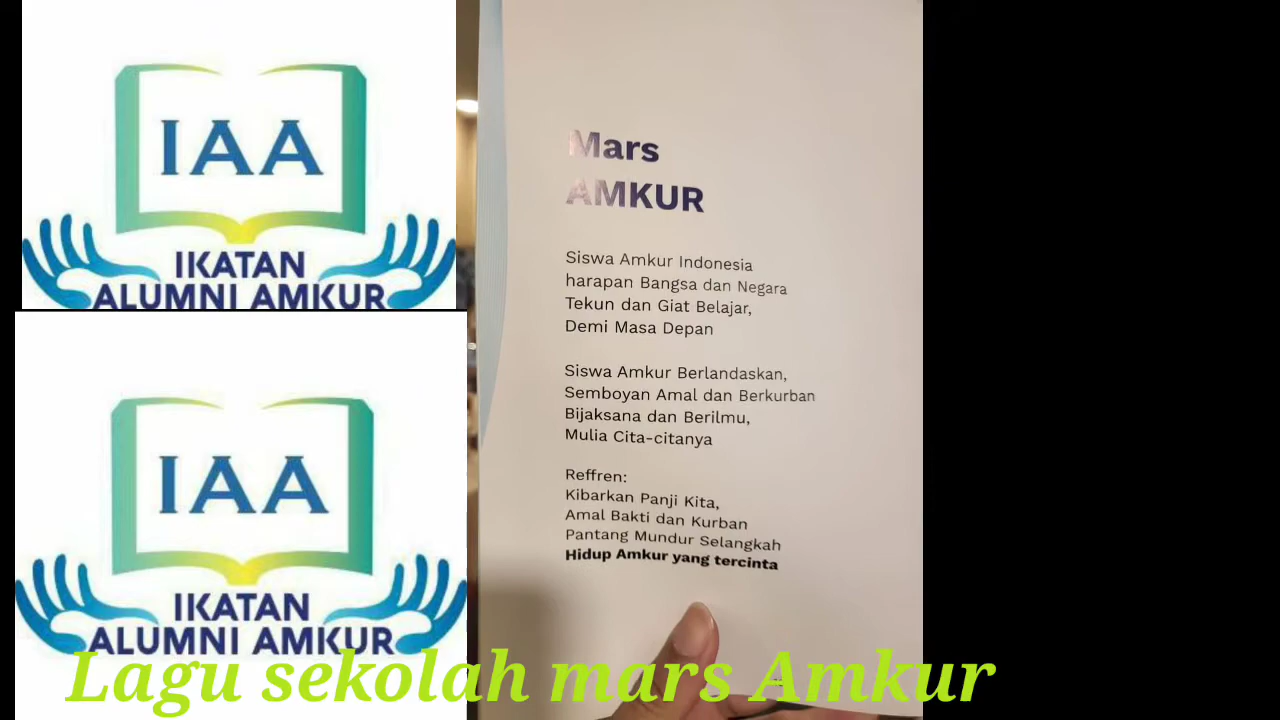 IAA
IKATAN
ALUMNI AMKUR
IAA
IKATAN
ALUMNI AMKUR
Mars
AMKUR
Siswa Amkur Indonesia
harapan Bangsa dan Negara
Tekun dan Giat Belajar,
Demi Masa Depan
Siswa Amkur Berlandaskan,
Semboyan Amal dan Berkurban
Bijaksana dan Berilmu,
Mulia Cita-citanya
Reffren:
Kibarkan Panji Kita,
Amal Bakti dan Kurban
Pantang Mundur Selangkah
Hidup Amkur yang tercinta
Lagu sekolah mars Amkur